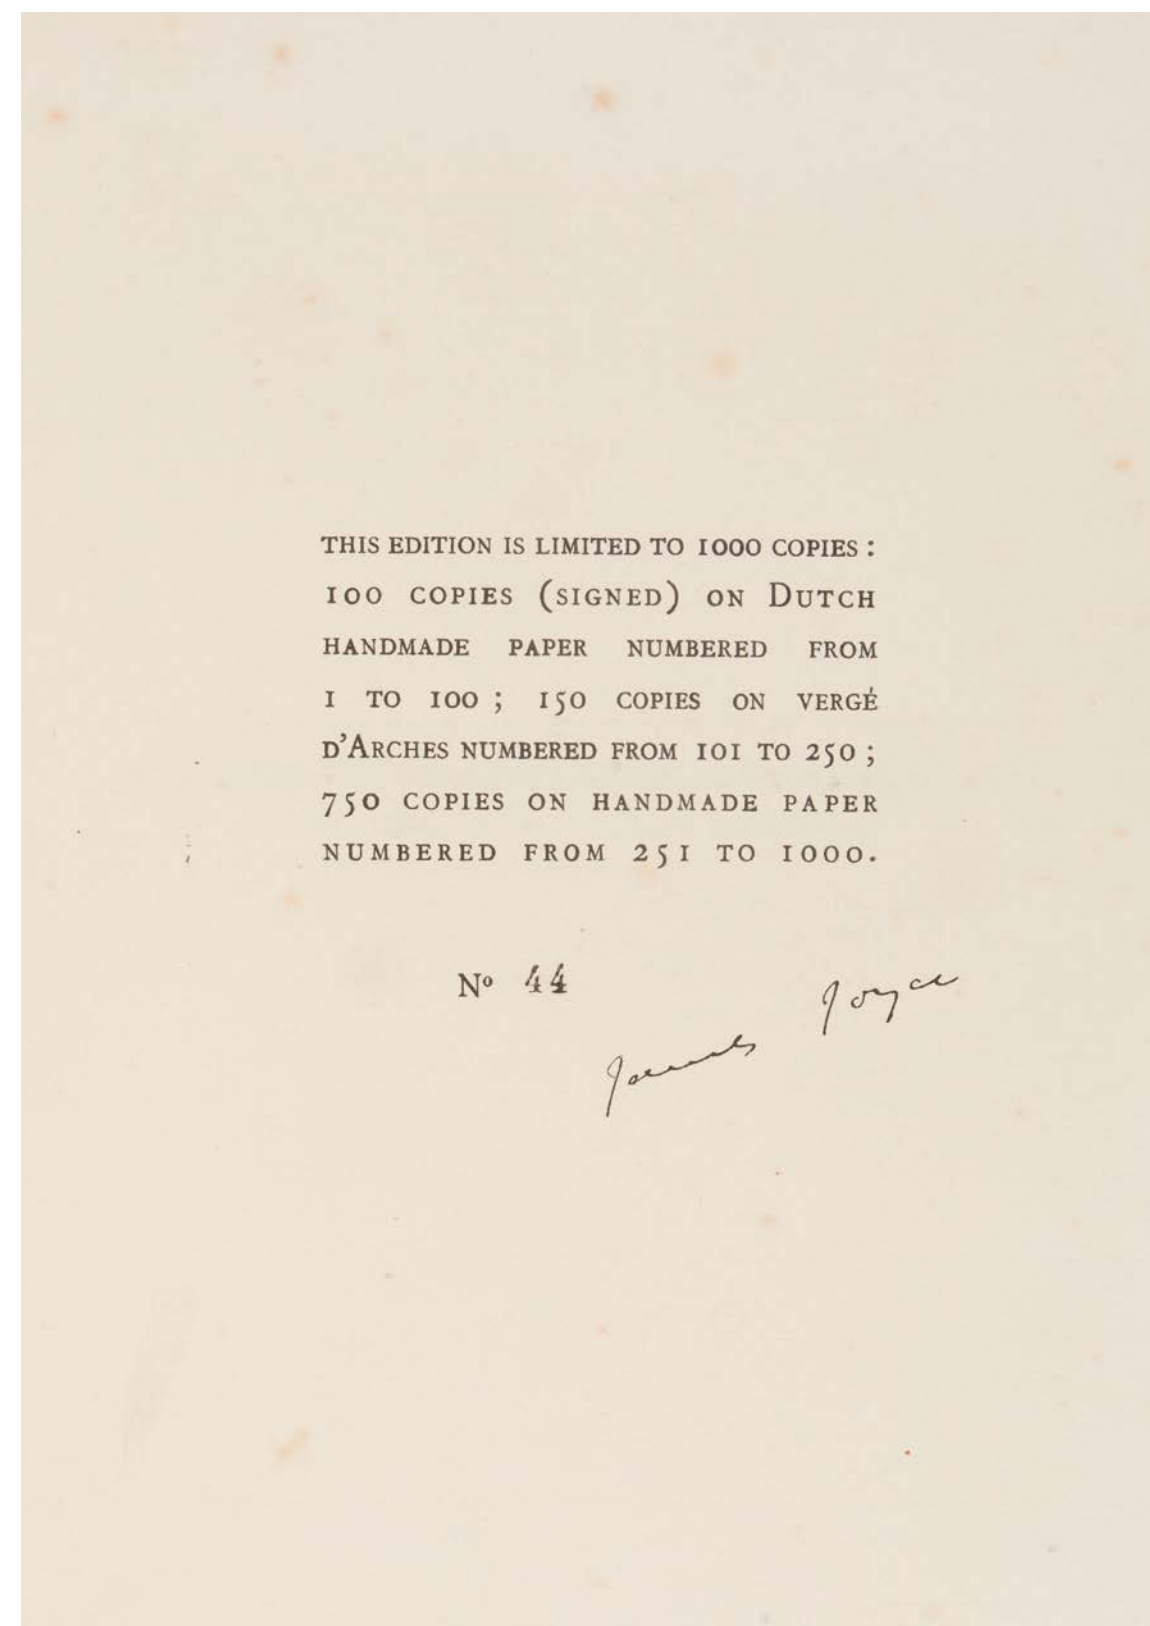 THIS EDITION IS LIMITED TO 1000 COPIES :
100 COPIES (SIGNED) ON DUTCH
HANDMADE PAPER NUMBERED FROM
1 TO 100 ; 150 COPIES ON VERGÉ
D'ARCHES NUMBERED FROM 101 TO 250 ;
750 COPIES ON HANDMADE PAPER
NUMBERED FROM 251 TO 1000.
Nº 44
James Joyce